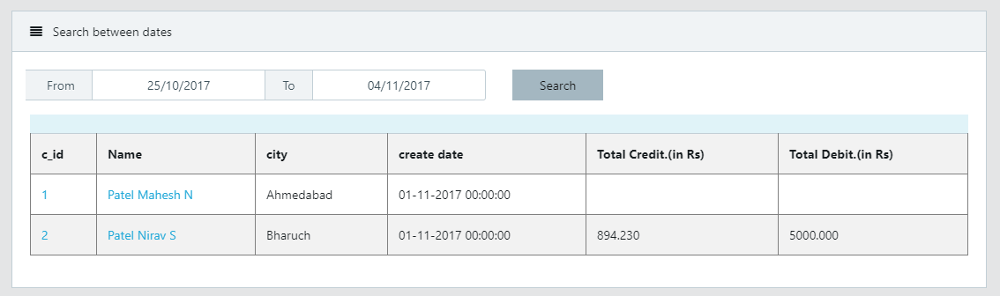 Search between dates
From 25/10/2017 To 04/11/2017 Search
c_id Name city create date Total Credit.(in Rs) Total Debit.(in Rs)
1 Patel Mahesh N Ahmedabad 01-11-2017 00:00:00
2 Patel Nirav S Bharuch 01-11-2017 00:00:00 894.230 5000.000